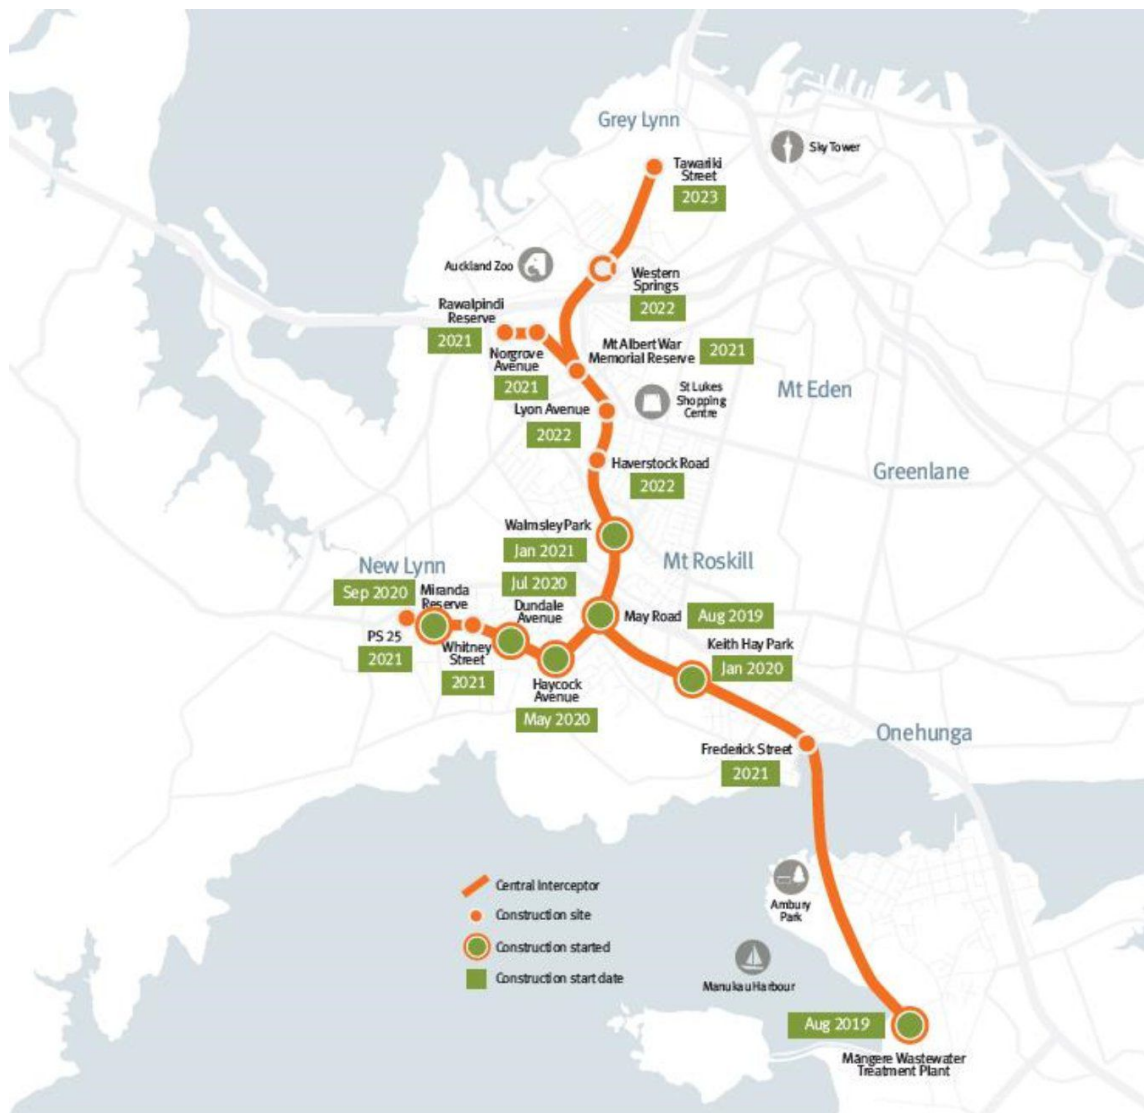 Grey Lynn
Sky Tower
Tawariki
Street
2023
Auckland Zoo
Western
Springs
2022
Rawalpindi
Reserve
2021
Norgrove
Avenue
2021
Mt Albert War
Memorial Reserve
2021
St Lukes
Shopping
Centre
Mt Eden
Lyon Avenue
2022
Haverstock Road
2022
Greenlane
Walmsley Park
Jan 2021
Mt Roskill
New Lynn
Sep 2020
Miranda
Reserve
Jul 2020
Dundale
Avenue
May Road
Aug 2019
PS 25
2021
Whitney
Street
2021
Haycock
Avenue
May 2020
Keith Hay Park
Jan 2020
Onehunga
Frederick Street
2021
Central Interceptor
Construction site
Construction started
Construction start date
Ambury
Park
Manukau Harbour
Aug 2019
Māngere Wastewater
Treatment Plant